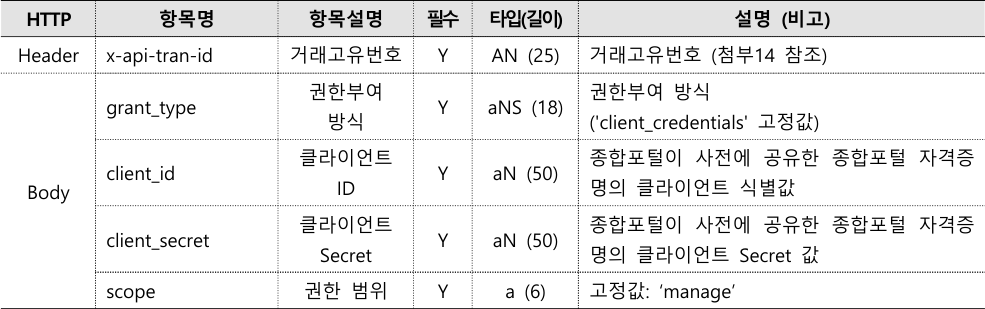 HTTP 항목명 항목설명 필수 타입(길이) 설명 (비고)
Header x-api-tran-id 거래고유번호 Y AN (25) 거래고유번호 (첨부14 참조)
Body
grant_type 권한부여 방식 Y aNS (18) 권한부여 방식
('client_credentials' 고정값)
client_id 클라이언트 ID Y aN (50) 종합포털이 사전에 공유한 종합포털 자격증
명의 클라이언트 식별값
client_secret 클라이언트 Secret Y aN (50) 종합포털이 사전에 공유한 종합포털 자격증
명의 클라이언트 Secret 값
scope 권한 범위 Y a (6) 고정값: ‘manage’